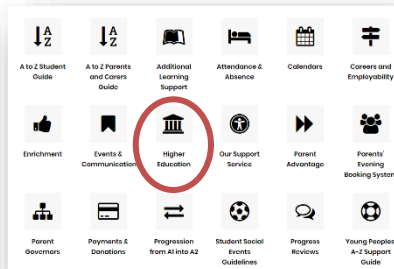 A to Z Student
Guide
A to Z Parents
and Carers
Guide
Additional
Learning
Support
Attendance &
Absence
Calendars
Careers and
Employability
Enrichment
Events &
Communication
Higher
Education
Our Support
Service
Parent
Advantage
Parents'
Evening
Booking System
Parent
Governors
Payments &
Donations
Progression
from A1 into A2
Student Social
Events
Guidelines
Progress
Reviews
Young Peoples
A-Z Support
Guide